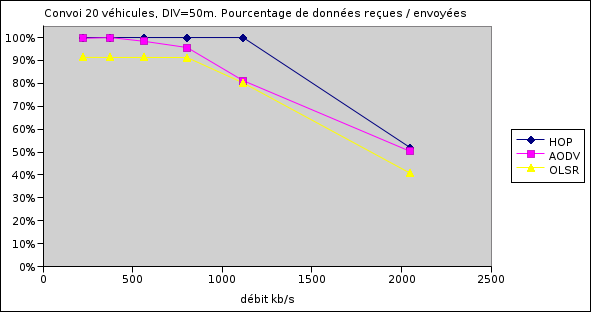 Convoi 20 véhicules, DIV=50m. Pourcentage de données reçues / envoyées
100%
90%
80%
70%
60%
50%
40%
30%
20%
10%
0%
0 500 1000 1500 2000 2500
débit kb/s
HOP
AODV
OLSR